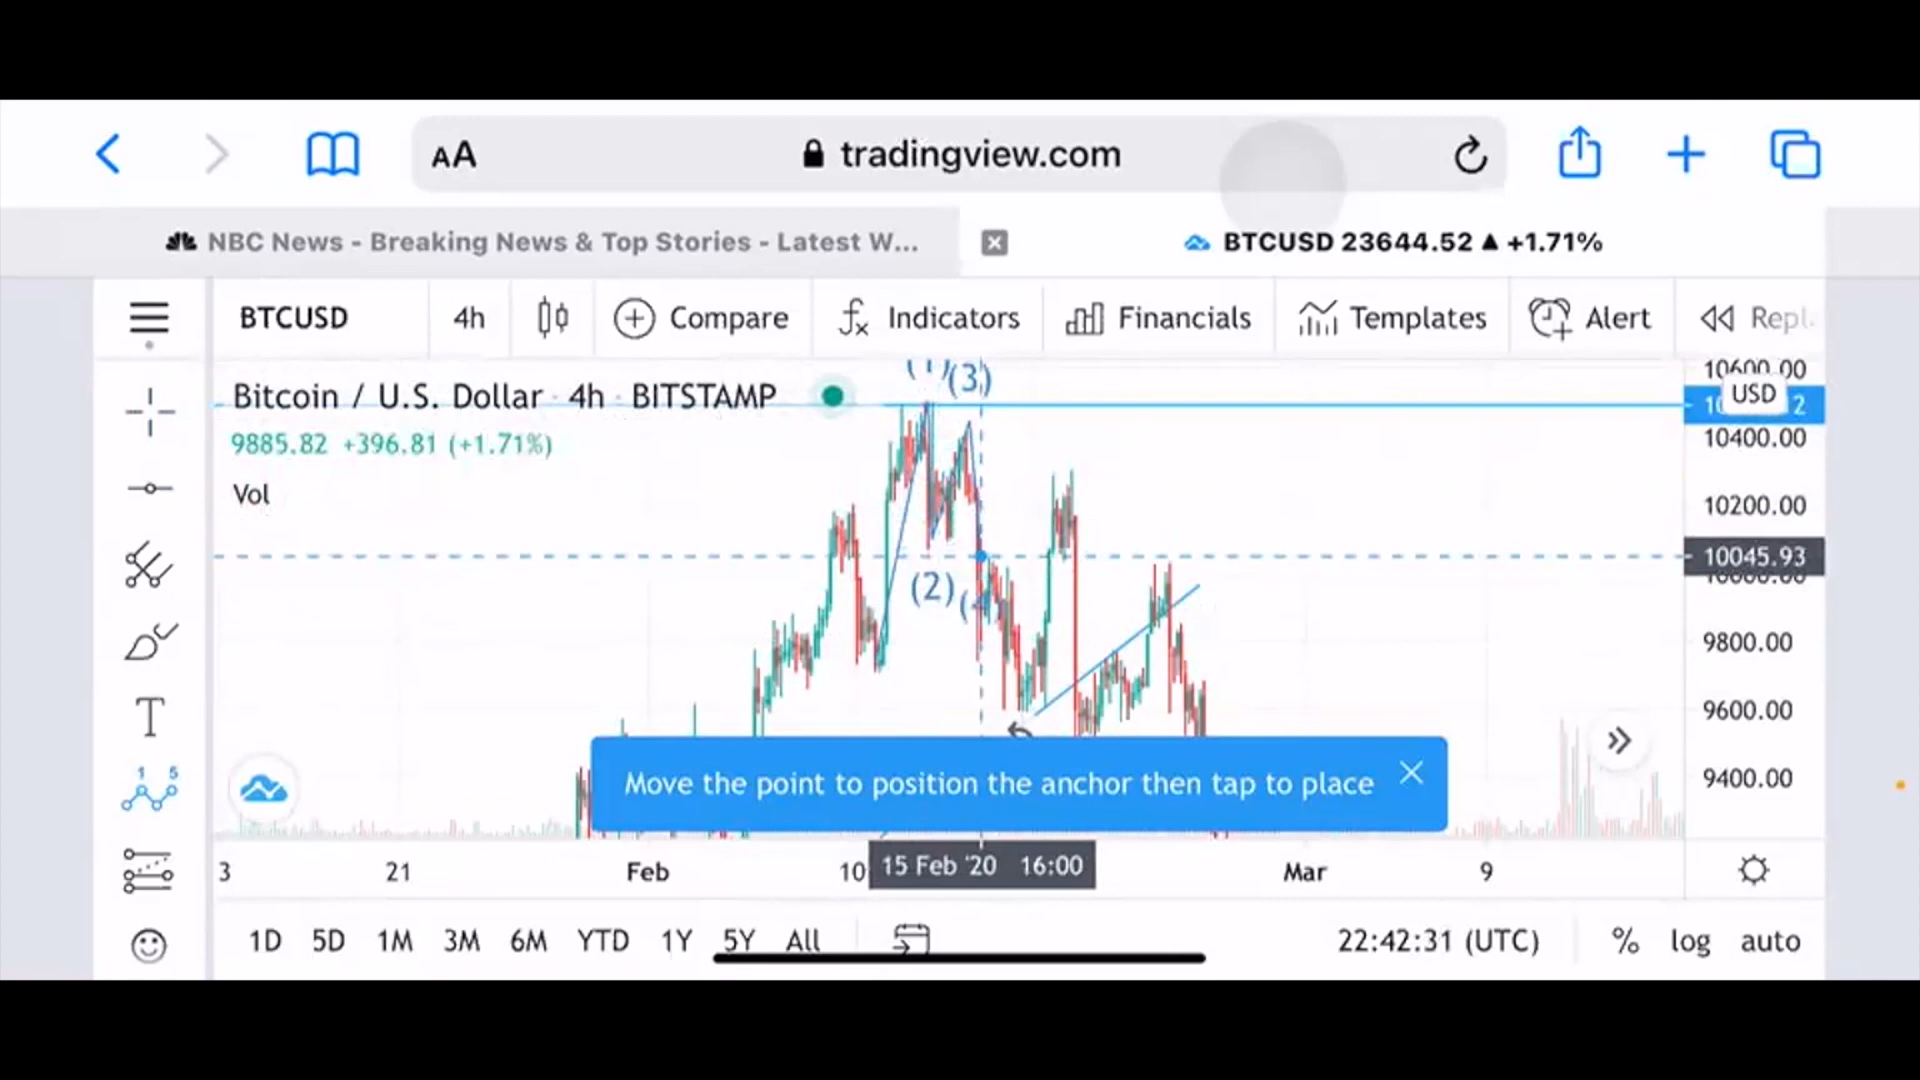 AA tradingview.com
NBC News - Breaking News & Top Stories - Latest W...
BTCUSD 23644.52 ▲ +1.71%
BTCUSD 4h Compare Indicators Financials Templates Alert
Bitcoin / U.S. Dollar · 4h · BITSTAMP
(3)
10600.00
USD
9885.82 +396.81 (+1.71%)
10400.00
Vol
10200.00
10045.93
(2)
9800.00
9600.00
Move the point to position the anchor then tap to place
9400.00
T
1 5
3 21 Feb 10 15 Feb '20 16:00 Mar 9
1D 5D 1M 3M 6M YTD 1Y 5Y All 22:42:31 (UTC) % log auto